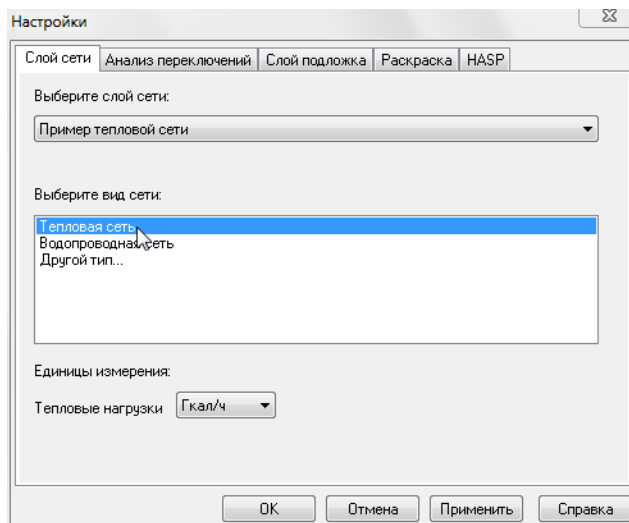 Настройки
Слой сети Анализ переключений Слой подложка Раскраска HASP
Выберите слой сети:
Пример тепловой сети
Выберите вид сети:
Тепловая сеть
Водопроводная сеть
Другой тип...
Единицы измерения:
Тепловые нагрузки Гкал/ч
ОК Отмена Применить Справка